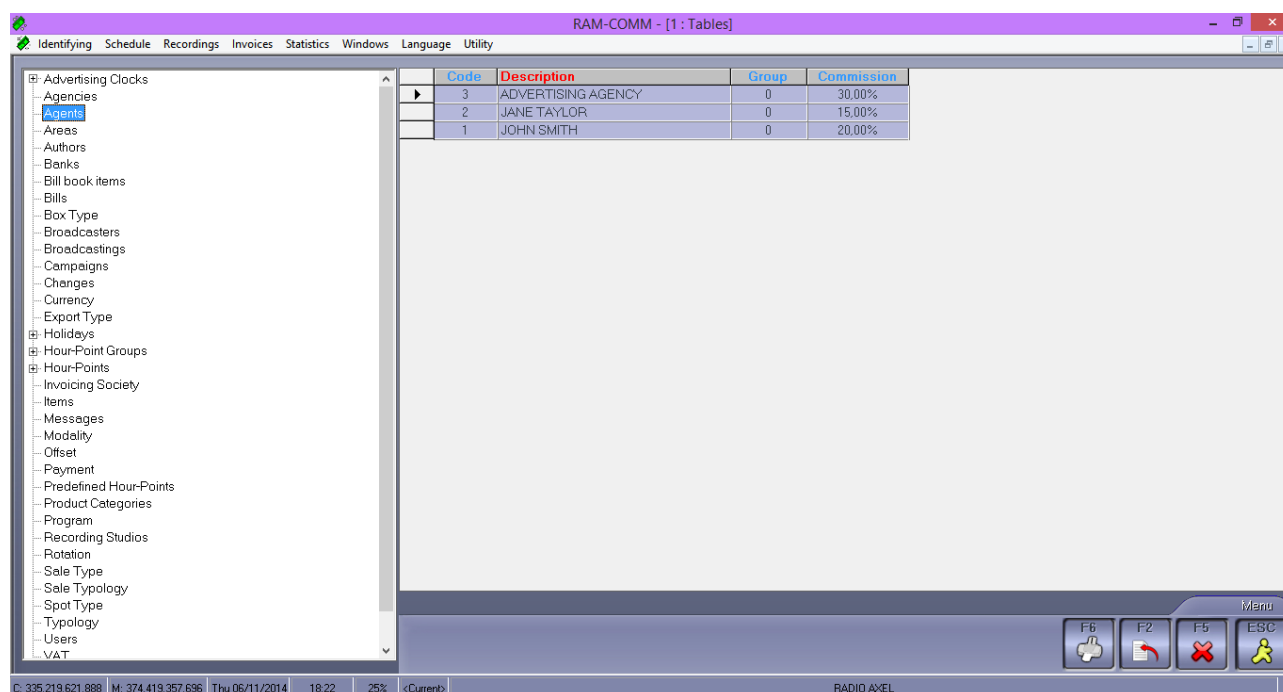 RAM-COMM - [1 : Tables]
Identifying Schedule Recordings Invoices Statistics Windows Language Utility
Advertising Clocks
Agencies
Agents
Areas
Authors
Banks
Bill book items
Bills
Box Type
Broadcasters
Broadcastings
Campaigns
Changes
Currency
Export Type
Holidays
Hour-Point Groups
Hour-Points
Invoicing Society
Items
Messages
Modality
Offset
Payment
Predefined Hour-Points
Product Categories
Program
Recording Studios
Rotation
Sale Type
Sale Typology
Spot Type
Typology
Users
VAT
Code Description Group Commission
3 ADVERTISING AGENCY 0 30,00%
2 JANE TAYLOR 0 15,00%
1 JOHN SMITH 0 20,00%
Menu
F6 F2 F5 ESC
C: 335.219.621.888 M: 374.419.357.696 Thu 06/11/2014 18:22 25% <Current> RADIO AXEL